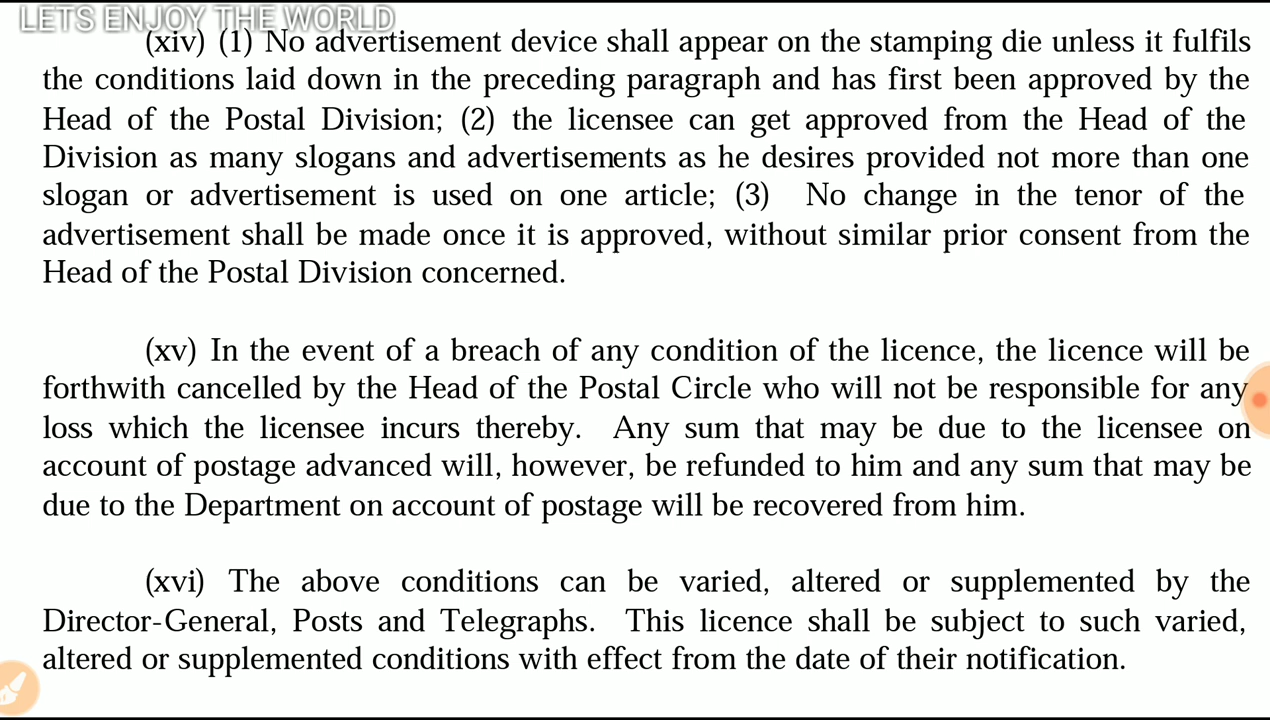 LETS ENJOY THE WORLD
(xiv) (1) No advertisement device shall appear on the stamping die unless it fulfils
the conditions laid down in the preceding paragraph and has first been approved by the
Head of the Postal Division; (2) the licensee can get approved from the Head of the
Division as many slogans and advertisements as he desires provided not more than one
slogan or advertisement is used on one article; (3) No change in the tenor of the
advertisement shall be made once it is approved, without similar prior consent from the
Head of the Postal Division concerned.
(xv) In the event of a breach of any condition of the licence, the licence will be
forthwith cancelled by the Head of the Postal Circle who will not be responsible for any
loss which the licensee incurs thereby. Any sum that may be due to the licensee on
account of postage advanced will, however, be refunded to him and any sum that may be
due to the Department on account of postage will be recovered from him.
(xvi) The above conditions can be varied, altered or supplemented by the
Director-General, Posts and Telegraphs. This licence shall be subject to such varied,
altered or supplemented conditions with effect from the date of their notification.